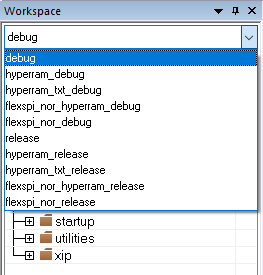 Workspace
debug
debug
hyperram_debug
hyperram_txt_debug
flexspi_nor_hyperram_debug
flexspi_nor_debug
release
hyperram_release
hyperram_txt_release
flexspi_nor_hyperram_release
flexspi_nor_release
startup
utilities
xip